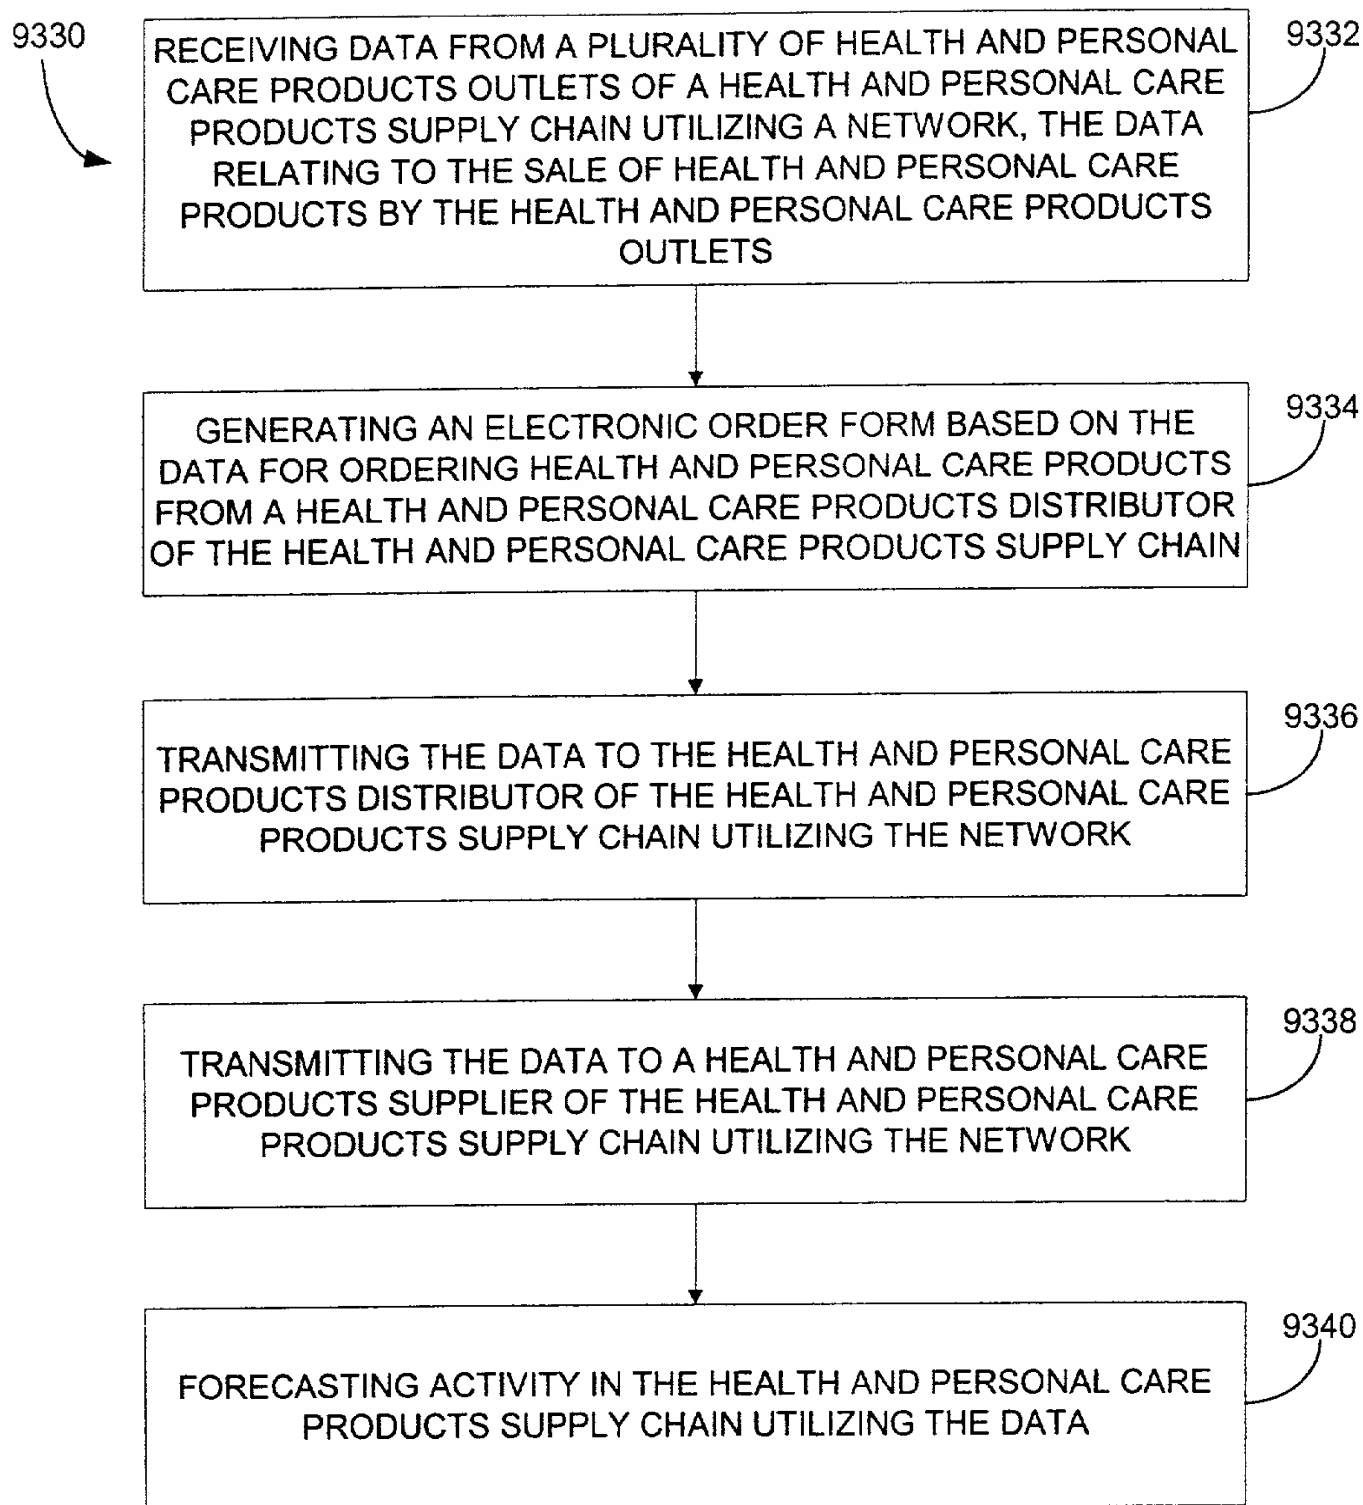 9330
RECEIVING DATA FROM A PLURALITY OF HEALTH AND PERSONAL
CARE PRODUCTS OUTLETS OF A HEALTH AND PERSONAL CARE
PRODUCTS SUPPLY CHAIN UTILIZING A NETWORK, THE DATA
RELATING TO THE SALE OF HEALTH AND PERSONAL CARE
PRODUCTS BY THE HEALTH AND PERSONAL CARE PRODUCTS
OUTLETS
9332
GENERATING AN ELECTRONIC ORDER FORM BASED ON THE
DATA FOR ORDERING HEALTH AND PERSONAL CARE PRODUCTS
FROM A HEALTH AND PERSONAL CARE PRODUCTS DISTRIBUTOR
OF THE HEALTH AND PERSONAL CARE PRODUCTS SUPPLY CHAIN
9334
TRANSMITTING THE DATA TO THE HEALTH AND PERSONAL CARE
PRODUCTS DISTRIBUTOR OF THE HEALTH AND PERSONAL CARE
PRODUCTS SUPPLY CHAIN UTILIZING THE NETWORK
9336
TRANSMITTING THE DATA TO A HEALTH AND PERSONAL CARE
PRODUCTS SUPPLIER OF THE HEALTH AND PERSONAL CARE
PRODUCTS SUPPLY CHAIN UTILIZING THE NETWORK
9338
FORECASTING ACTIVITY IN THE HEALTH AND PERSONAL CARE
PRODUCTS SUPPLY CHAIN UTILIZING THE DATA
9340